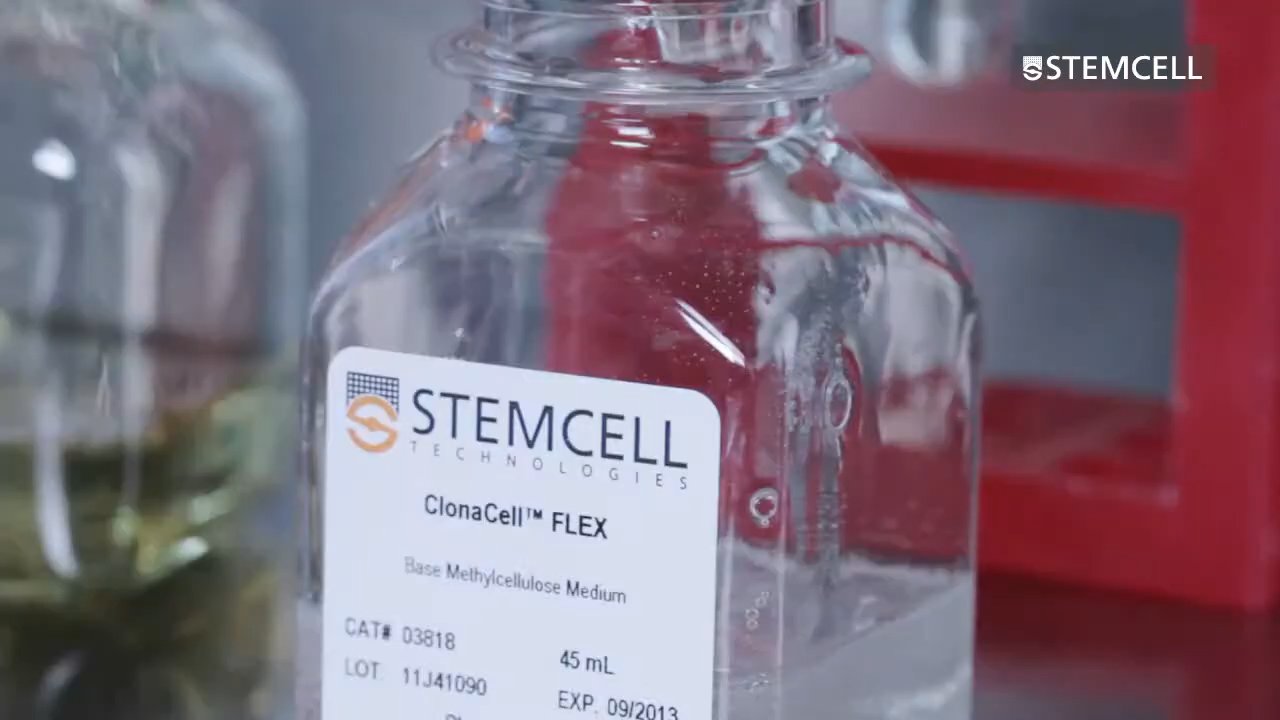 STEMCELL
STEMCELL
TECHNOLOGIES
ClonaCell™ FLEX
Base Methylcellulose Medium
CAT# 03818
45 mL
LOT: 11J41090
EXP. 09/2013